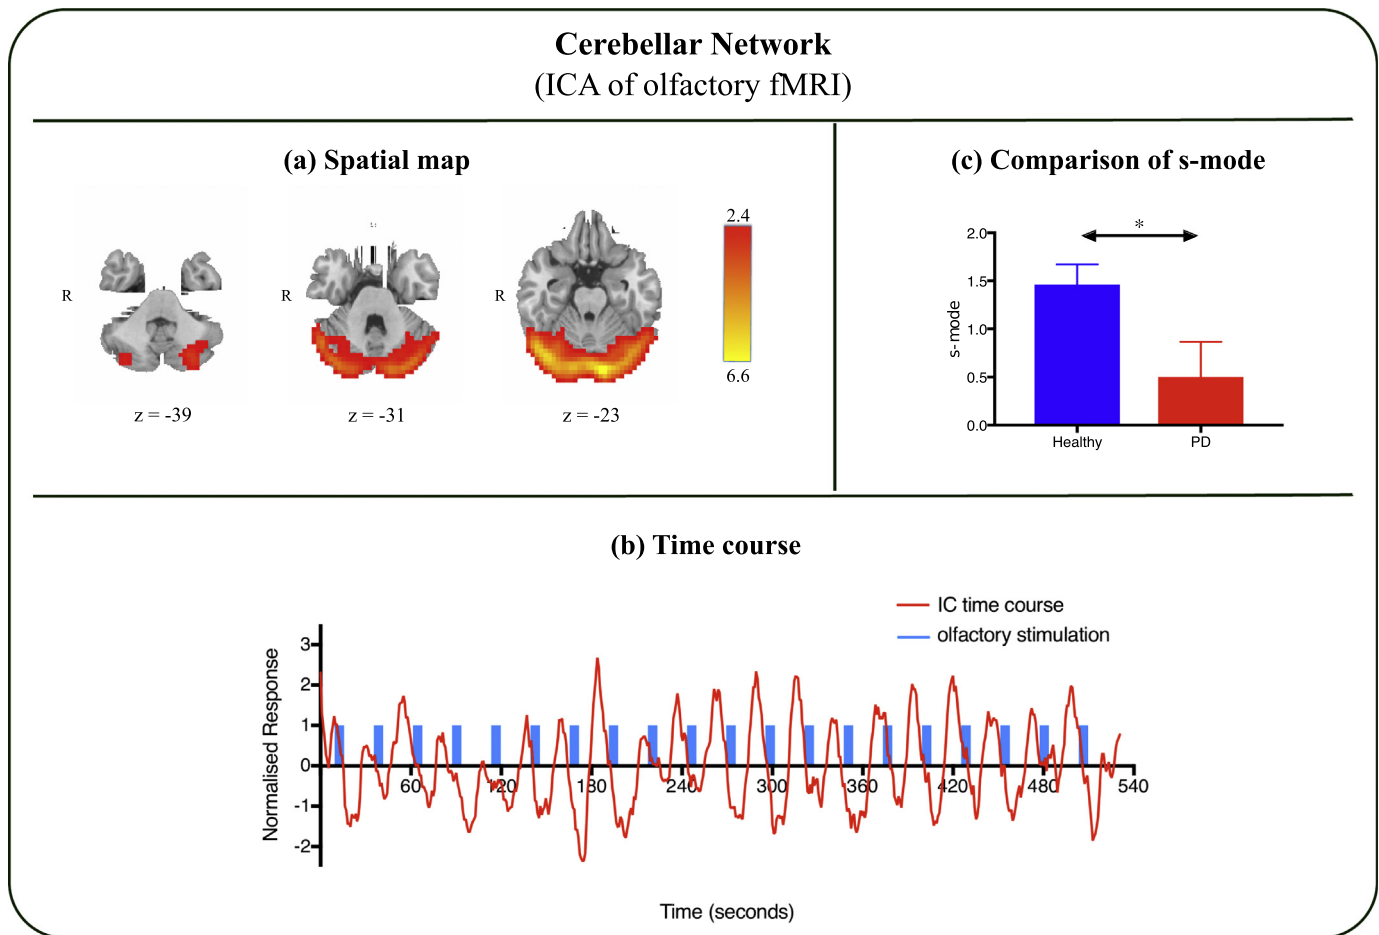 Cerebellar Network
(ICA of olfactory fMRI)
(a) Spatial map
R
R
R
2.4
6.6
z = -39
z = -31
z = -23
(c) Comparison of s-mode
*
2.0
1.5
1.0
0.5
0.0
s-mode
Healthy
PD
(b) Time course
IC time course
olfactory stimulation
Normalised Response
3
2
1
0
-1
-2
60
120
180
240
300
360
420
480
540
Time (seconds)